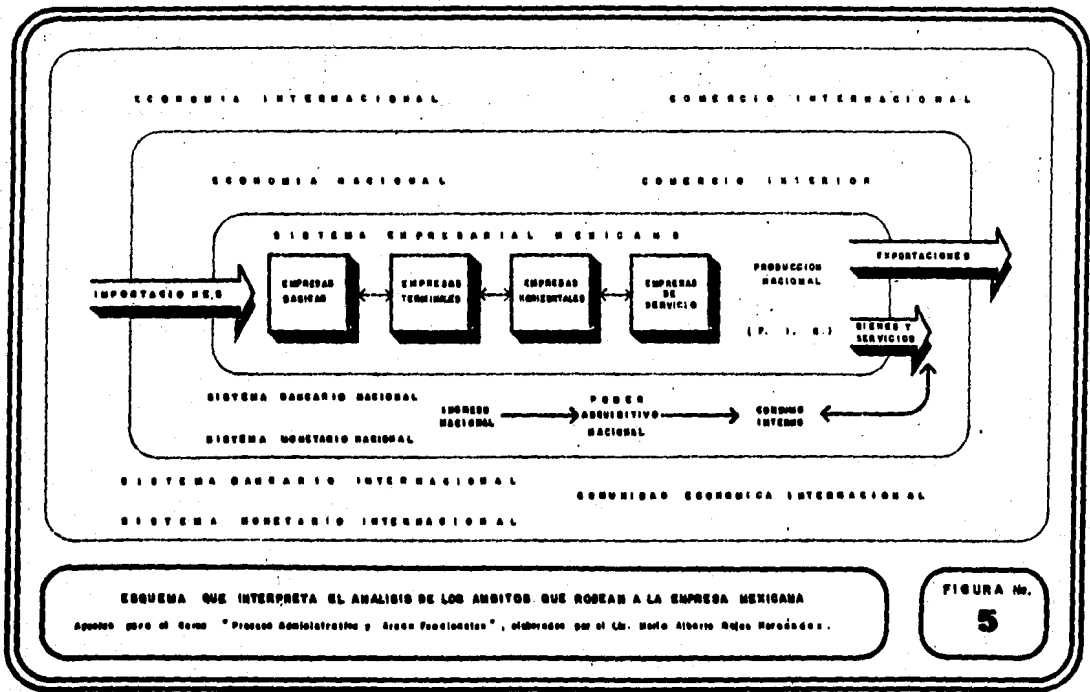 ECONOMIA INTERNACIONAL
COMERCIO INTERNACIONAL
ECONOMIA NACIONAL
COMERCIO INTERIOR
SISTEMA EMPRESARIAL MEXICANO
IMPORTACIONES
EMPRESAS
BASICAS
EMPRESAS
TERMINALES
EMPRESAS
HORIZONTALES
EMPRESAS
DE
SERVICIO
PRODUCCION
NACIONAL
(P. I. B.)
EXPORTACIONES
BIENES Y
SERVICIOS
SISTEMA BANCARIO NACIONAL
SISTEMA MONETARIO NACIONAL
INGRESO
NACIONAL
PODER
ADQUISITIVO
NACIONAL
CONSUMO
INTERNO
SISTEMA BANCARIO INTERNACIONAL
SISTEMA MONETARIO INTERNACIONAL
COMUNIDAD ECONOMICA INTERNACIONAL
ESQUEMA QUE INTERPRETA EL ANALISIS DE LOS AMBITOS QUE RODEAN A LA EMPRESA MEXICANA
Apuntes para el Curso "Proceso Administrativo y Areas Funcionales", elaborados por el Lic. Mario Alberto Rojas Hernández.
FIGURA No.
5